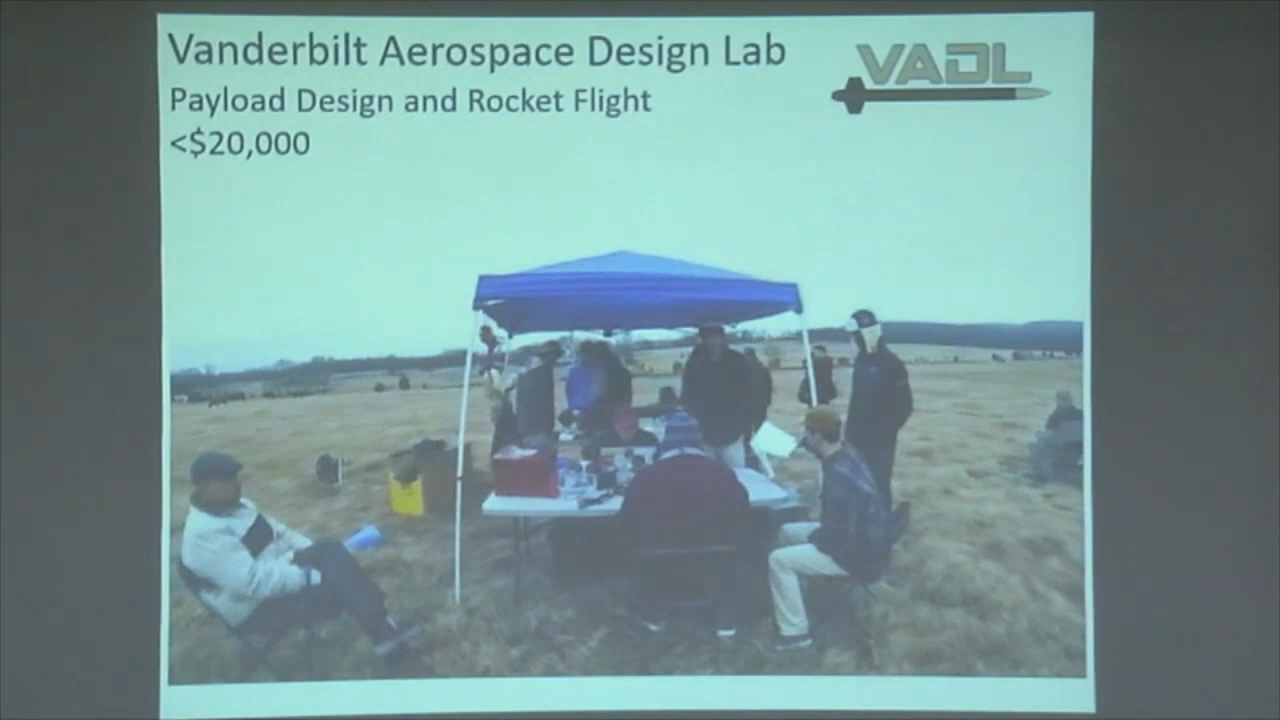 Vanderbilt Aerospace Design Lab
VADL
Payload Design and Rocket Flight
<$20,000